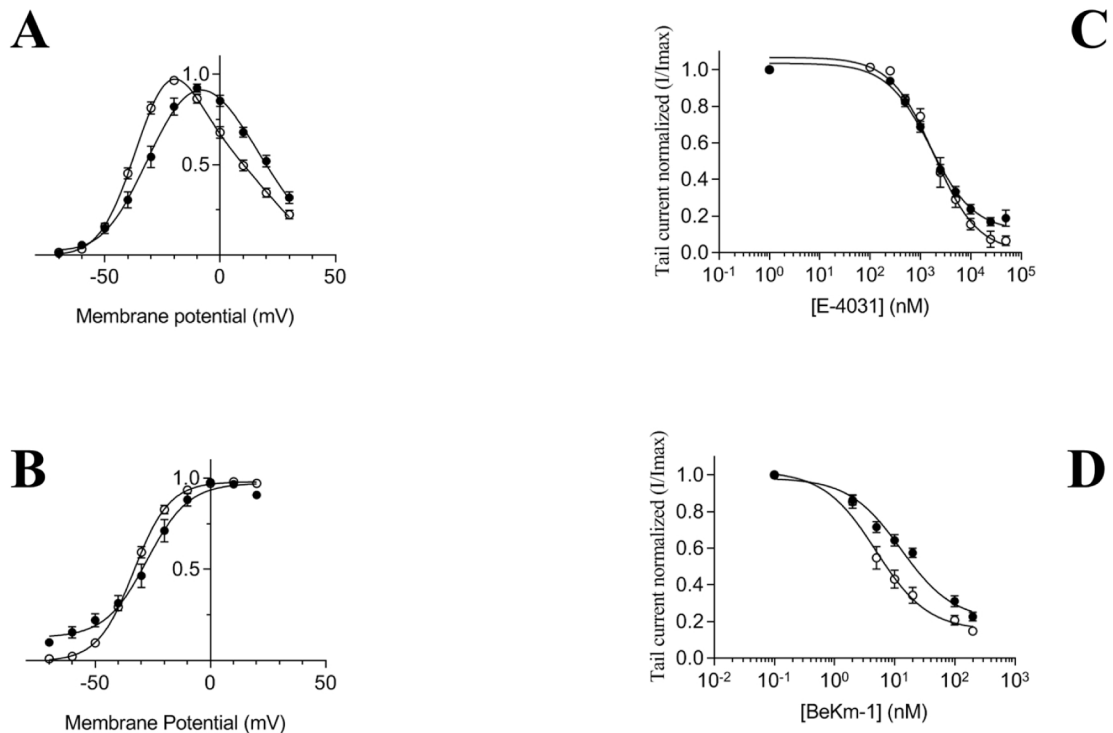 A
1.0
0.5
-50 0 50
Membrane potential (mV)
C
Tail current normalized (I/Imax)
1.0
0.8
0.6
0.4
0.2
0.0
10-1 100 101 102 103 104 105
[E-4031] (nM)
B
1.0
0.5
-50 0 50
Membrane Potential (mV)
D
Tail current normalized (I/Imax)
1.0
0.8
0.6
0.4
0.2
0.0
10-2 10-1 100 101 102 103
[BeKm-1] (nM)